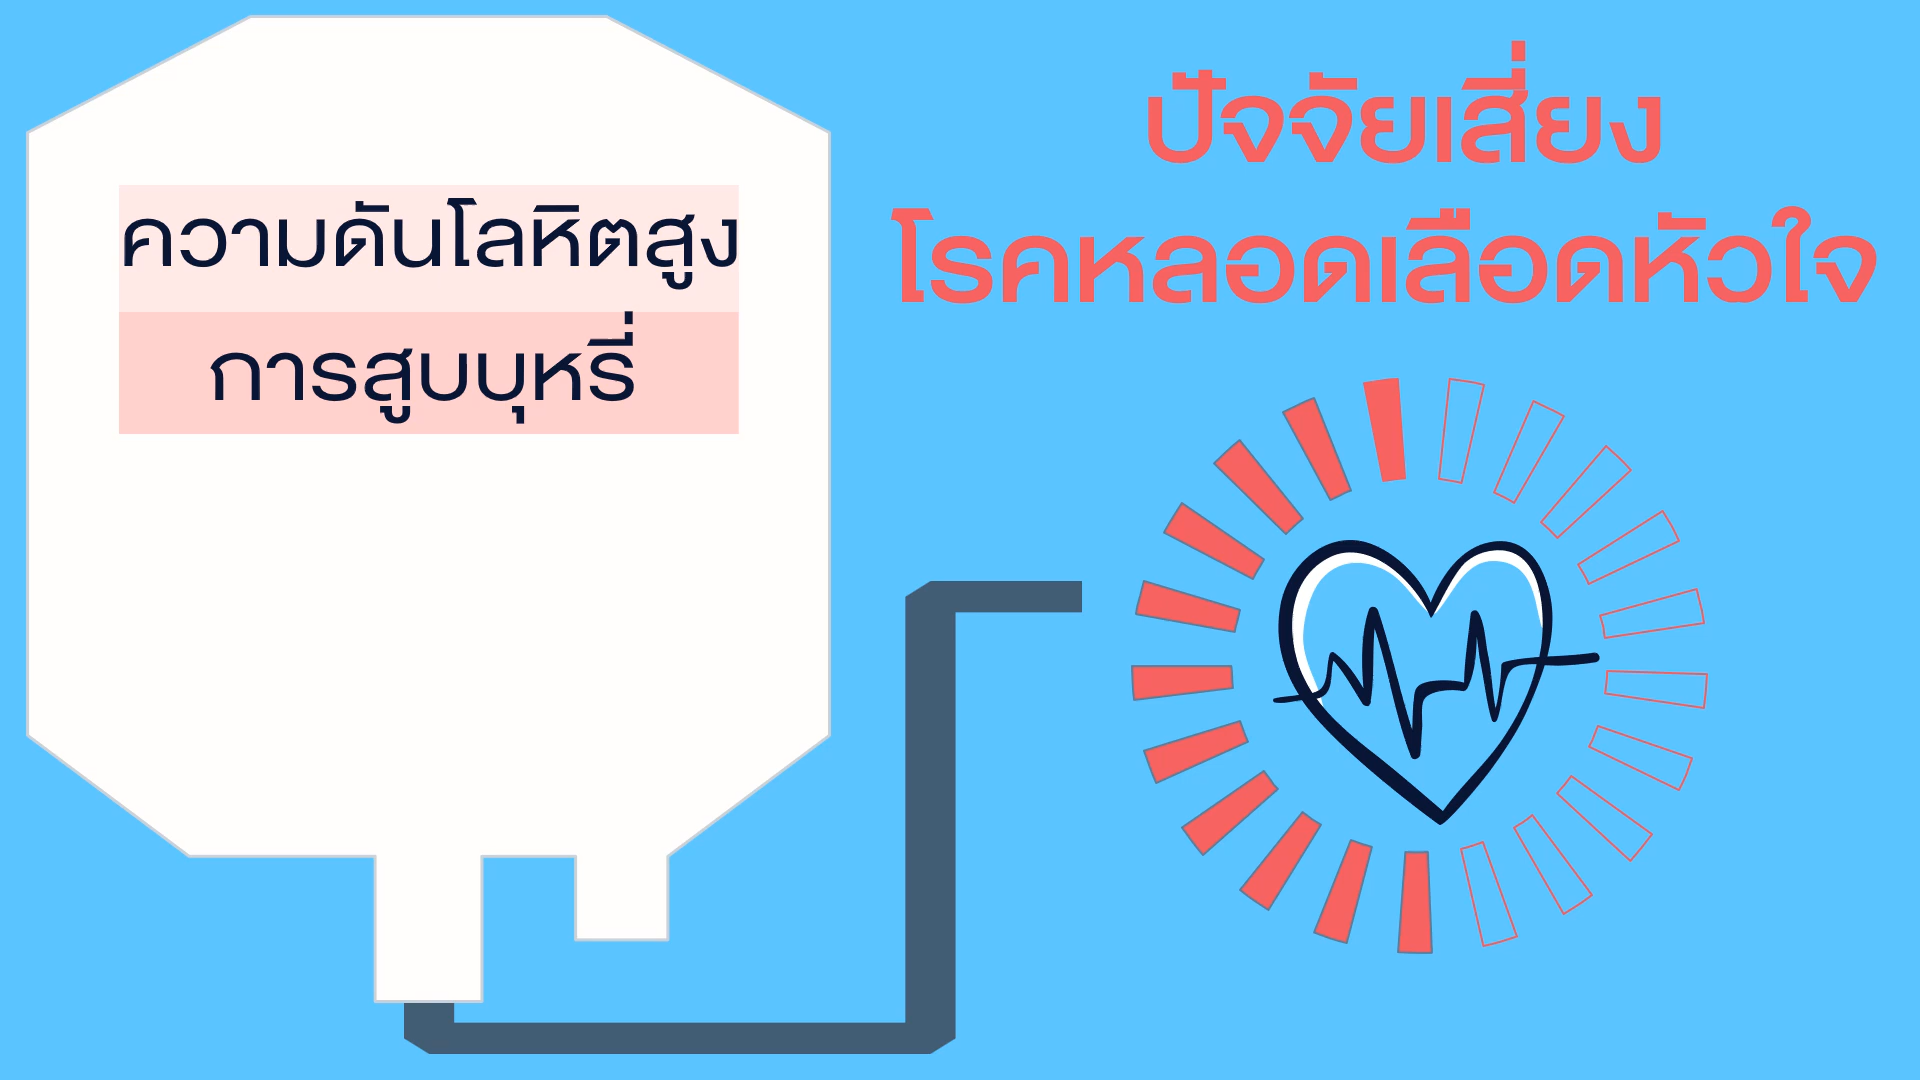 ปัจจัยเสี่ยง
โรคหลอดเลือดหัวใจ
ความดันโลหิตสูง
การสูบบุหรี่